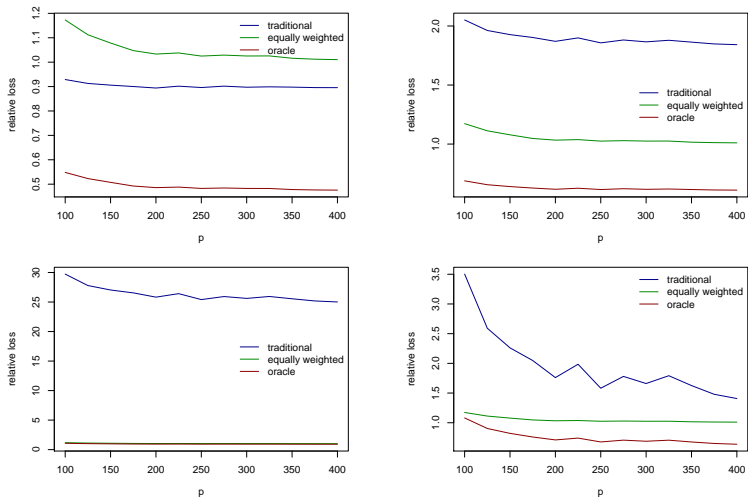 relative loss
1.2
1.1
1.0
0.9
0.8
0.7
0.6
0.5
traditional
equally weighted
oracle
100 150 200 250 300 350 400
p
relative loss
2.0
1.5
1.0
traditional
equally weighted
oracle
100 150 200 250 300 350 400
p
relative loss
30
25
20
15
10
5
0
traditional
equally weighted
oracle
100 150 200 250 300 350 400
p
relative loss
3.5
3.0
2.5
2.0
1.5
1.0
traditional
equally weighted
oracle
100 150 200 250 300 350 400
p